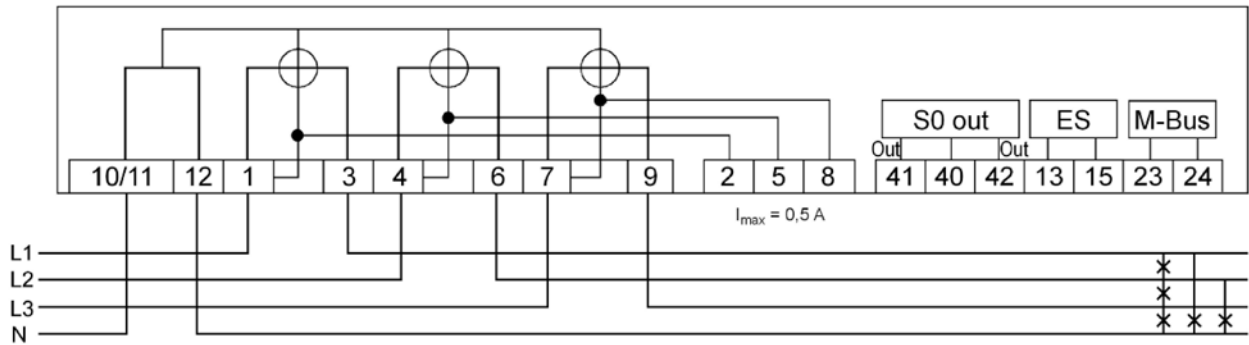 S0 out ES M-Bus
Out Out
10/11 12 1 3 4 6 7 9 2 5 8 41 40 42 13 15 23 24
Imax = 0,5 A
L1
L2
L3
N